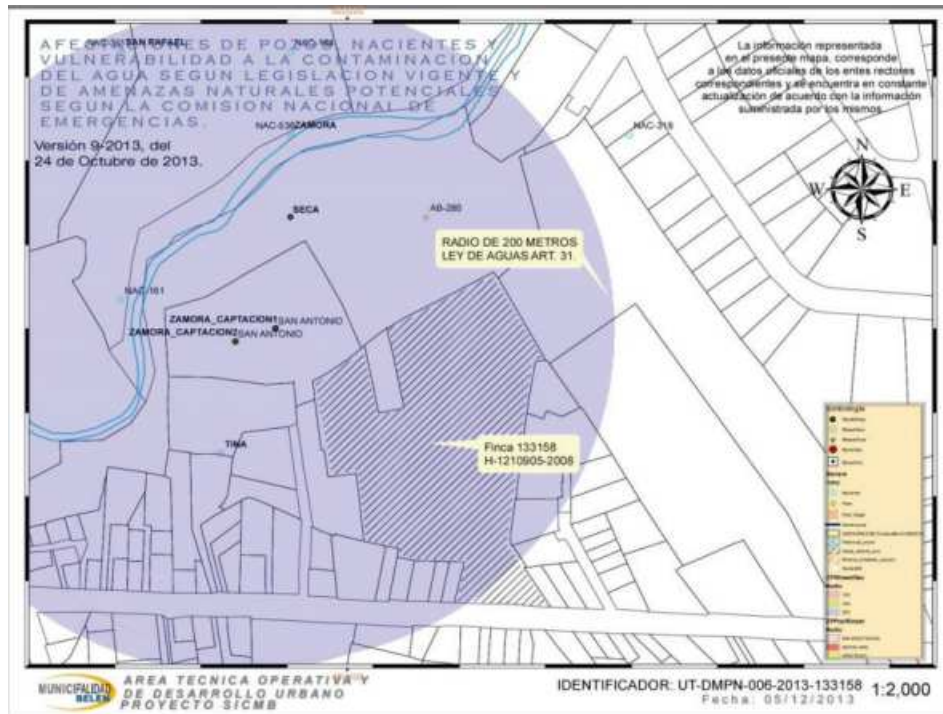 AFECTACIONES DE POZOS, NACIENTES Y
VULNERABILIDAD A LA CONTAMINACION
DEL AGUA SEGUN LEGISLACION VIGENTE Y
DE AMENAZAS NATURALES POTENCIALES
SEGUN LA COMISION NACIONAL DE
EMERGENCIAS.
Versión 9-2013, del
24 de Octubre de 2013.
SAN RAFAEL
ZAMORA
La información representada
en el presente mapa, corresponde
a los datos oficiales de los entes rectores
correspondientes y se encuentra en constante
actualización de acuerdo con la información
suministrada por los mismos.
N
W E
S
SECA
AB-280
RADIO DE 200 METROS
LEY DE AGUAS ART. 31.
NAC-161
ZAMORA_CAPTACION1 SAN ANTONIO
ZAMORA_CAPTACION2 SAN ANTONIO
TINA
Finca 133158
H-1210905-2008
Simbología
MUNICIPALIDAD
BELEN
AREA TECNICA OPERATIVA Y
DE DESARROLLO URBANO
PROYECTO SICMB
IDENTIFICADOR: UT-DMPN-006-2013-133158
1:2,000
Fecha: 05/12/2013